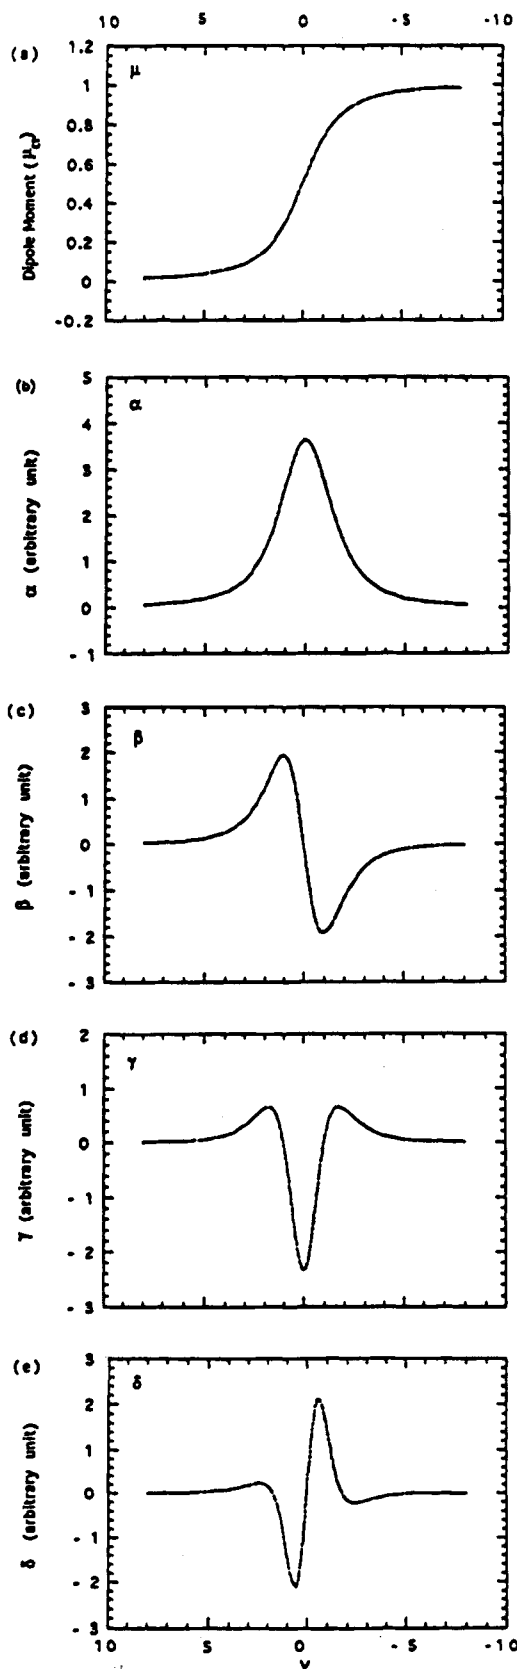 10 5 0 -5 -10
(a)
μ
1.2
1
0.8
0.6
0.4
0.2
0
-0.2
Dipole Moment (μcr)
(b)
α
5
4
3
2
1
0
-1
α (arbitrary unit)
(c)
β
3
2
1
0
-1
-2
-3
β (arbitrary unit)
(d)
γ
2
1
0
-1
-2
-3
γ (arbitrary unit)
(e)
δ
3
2
1
0
-1
-2
-3
δ (arbitrary unit)
10 5 0 -5 -10
V